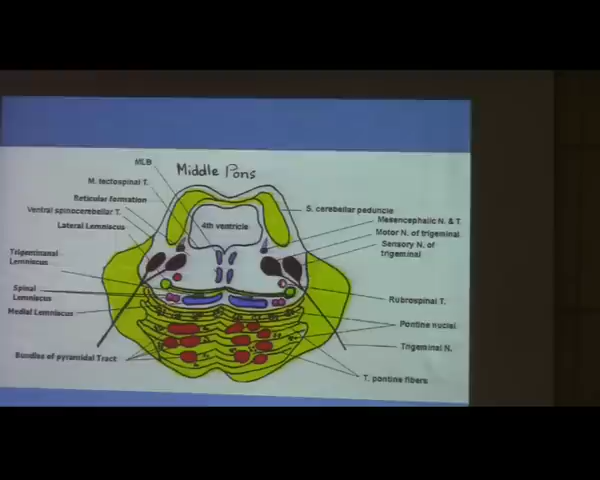 Middle Pons
MLB
M. tectospinal T.
Reticular formation
Ventral spinocerebellar T.
Lateral Lemniscus
Trigeminanal
Lemniscus
Spinal
Lemniscus
Medial Lemniscus
Bundles of pyramidal Tract
4th ventricle
S. cerebellar peduncle
Mesencephalic N. & T.
Motor N. of trigeminal
Sensory N. of
trigeminal
Rubrospinal T.
Pontine nuclei
Trigeminal N.
T. pontine fibers